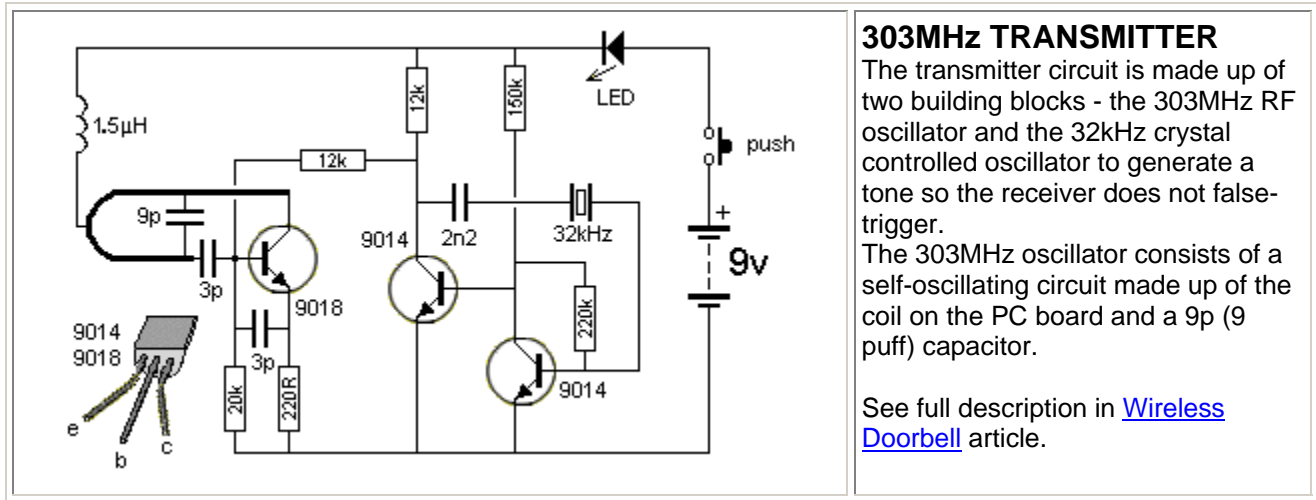 12k
150k
LED
1.5µH
12k
push
9p
9014
2n2
32kHz
+
9v
3p
9018
220k
9014
9018
3p
9014
20k
220R
e
b
c
303MHz TRANSMITTER
The transmitter circuit is made up of
two building blocks - the 303MHz RF
oscillator and the 32kHz crystal
controlled oscillator to generate a
tone so the receiver does not false-
trigger.
The 303MHz oscillator consists of a
self-oscillating circuit made up of the
coil on the PC board and a 9p (9
puff) capacitor.
See full description in Wireless
Doorbell article.